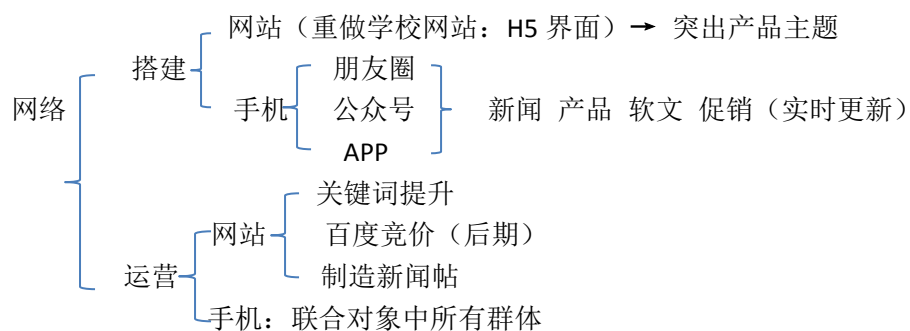 网站（重做学校网站：H5 界面）→ 突出产品主题
搭建
朋友圈
网络
手机
公众号
新闻 产品 软文 促销（实时更新）
APP
关键词提升
网站
百度竞价（后期）
运营
制造新闻帖
手机：联合对象中所有群体